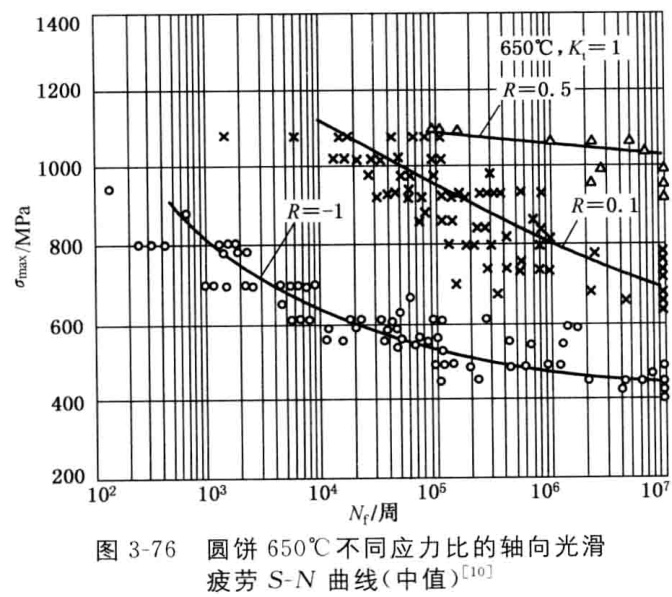 1400
1200
1000
800
600
400
200
σmax/MPa
650℃, Kt=1
R=0.5
R=0.1
R=-1
10² 10³ 10⁴ 10⁵ 10⁶ 10⁷
Nf/周
图 3-76 圆饼 650℃不同应力比的轴向光滑
疲劳 S-N 曲线(中值)[10]